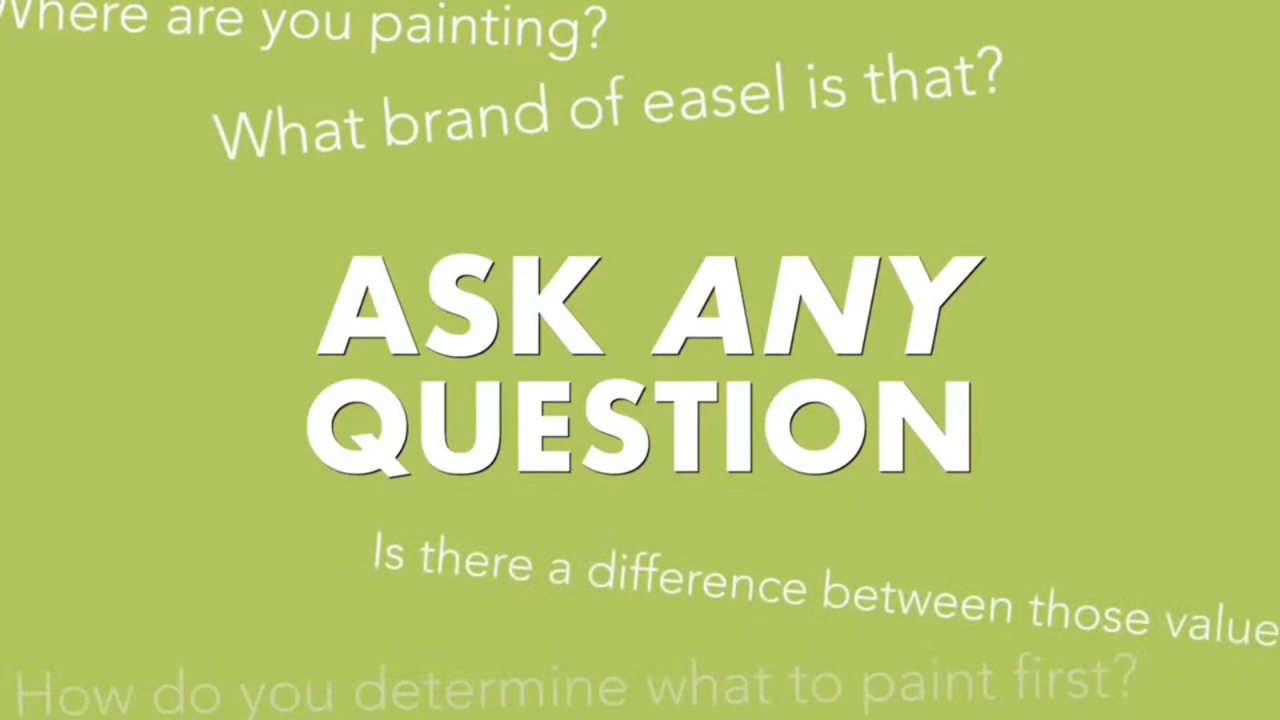 Where are you painting?
What brand of easel is that?
ASK ANY
QUESTION
Is there a difference between those value
How do you determine what to paint first?